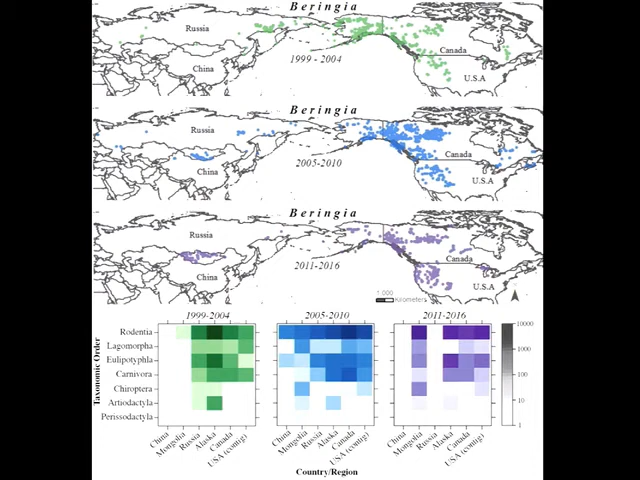 Beringia
Russia
1999 - 2004
Canada
China
U.S.A
Beringia
Russia
2005-2010
Canada
China
U.S.A
Beringia
Russia
2011-2016
Canada
China
U.S.A
1 000
Kilometers
1999-2004 2005-2010 2011-2016
Taxonomic Order
Rodentia
Lagomorpha
Eulipotyphla
Carnivora
Chiroptera
Artiodactyla
Perissodactyla
10000
1000
100
10
1
China Mongolia Russia Alaska Canada USA (contig)
China Mongolia Russia Alaska Canada USA (contig)
China Mongolia Russia Alaska Canada USA (contig)
Country/Region